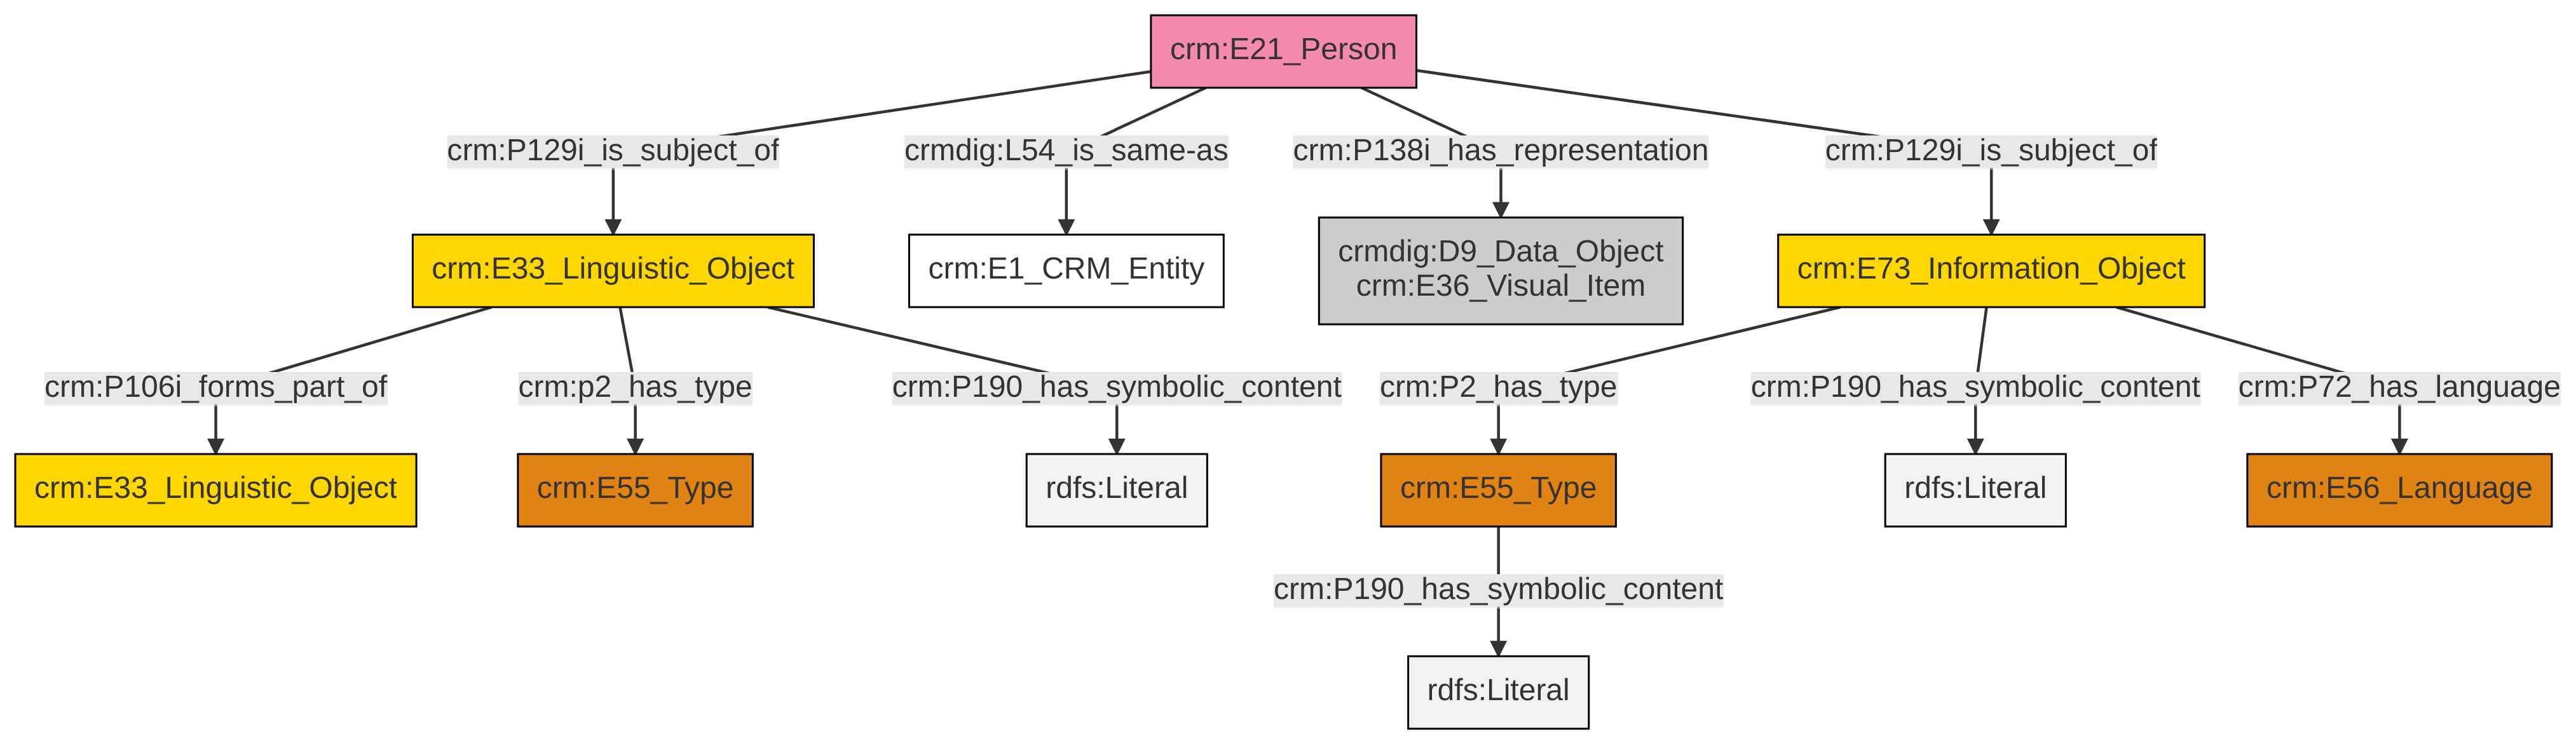 crm:E21_Person
crm:P129i_is_subject_of
crmdig:L54_is_same-as
crm:P138i_has_representation
crm:P129i_is_subject_of
crm:E33_Linguistic_Object
crm:E1_CRM_Entity
crmdig:D9_Data_Object
crm:E36_Visual_Item
crm:E73_Information_Object
crm:P106i_forms_part_of
crm:p2_has_type
crm:P190_has_symbolic_content
crm:P2_has_type
crm:P190_has_symbolic_content
crm:P72_has_language
crm:E33_Linguistic_Object
crm:E55_Type
rdfs:Literal
crm:E55_Type
rdfs:Literal
crm:E56_Language
crm:P190_has_symbolic_content
rdfs:Literal